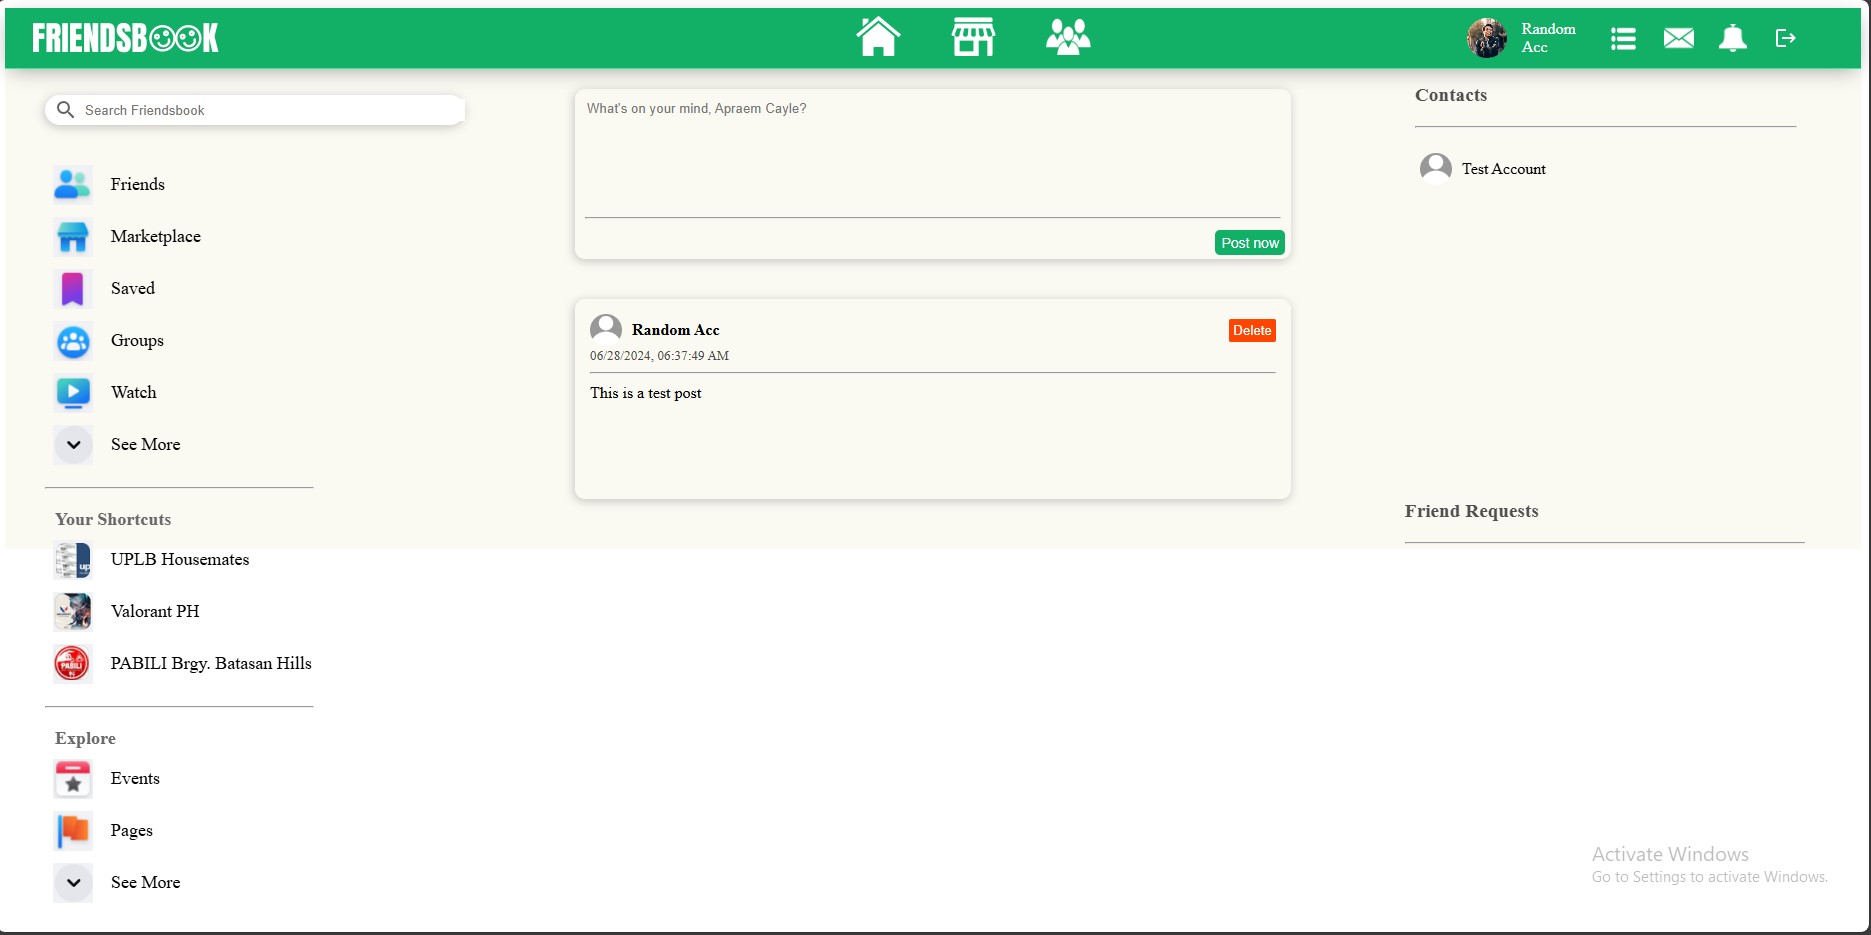 FRIENDSBOOK
Random
Acc
Search Friendsbook
Friends
Marketplace
Saved
Groups
Watch
See More
Your Shortcuts
UPLB Housemates
Valorant PH
PABILI Brgy. Batasan Hills
Explore
Events
Pages
See More
What's on your mind, Apraem Cayle?
Post now
Random Acc
Delete
06/28/2024, 06:37:49 AM
This is a test post
Contacts
Test Account
Friend Requests
Activate Windows
Go to Settings to activate Windows.
up
PABILI